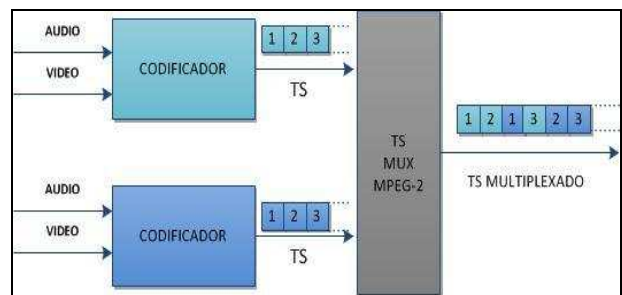 AUDIO
VIDEO
CODIFICADOR
1 2 3
TS
AUDIO
VIDEO
CODIFICADOR
1 2 3
TS
TS
MUX
MPEG-2
1 2 1 3 2 3
TS MULTIPLEXADO